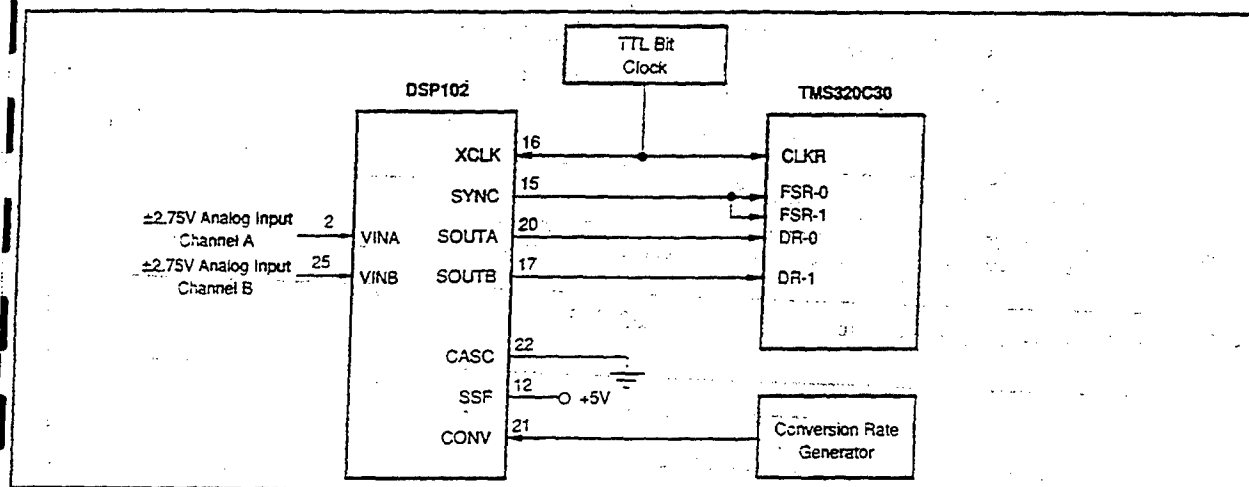 TTL Bit
Clock
DSP102
TMS320C30
XCLK
16
CLKR
SYNC
15
FSR-0
FSR-1
±2.75V Analog Input
Channel A
2
VINA
SOUTA
20
DR-0
±2.75V Analog Input
Channel B
25
VINB
SOUTB
17
DR-1
CASC
22
SSF
12
+5V
CONV
21
Conversion Rate
Generator